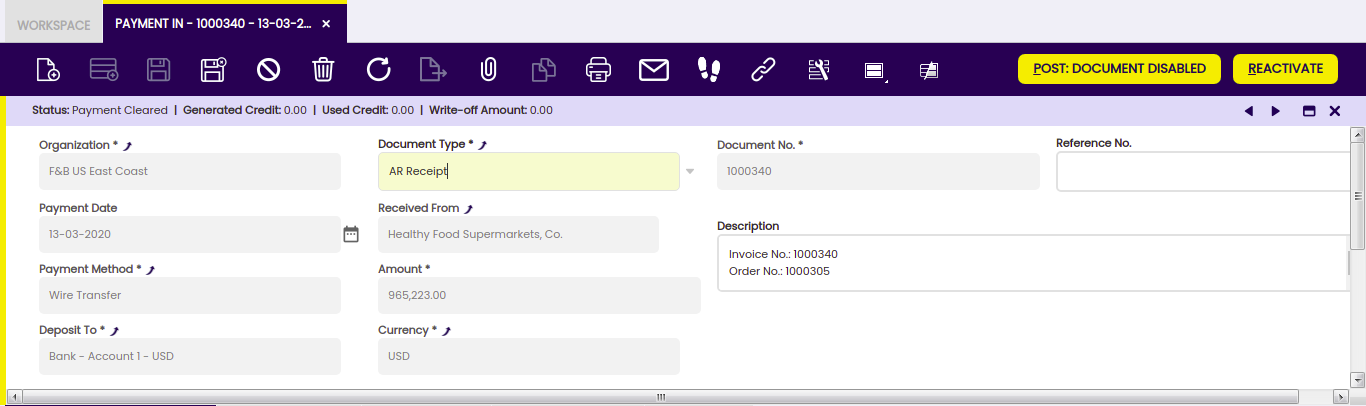 WORKSPACE
PAYMENT IN - 1000340 - 13-03-2... ×
POST: DOCUMENT DISABLED
REACTIVATE
Status: Payment Cleared | Generated Credit: 0.00 | Used Credit: 0.00 | Write-off Amount: 0.00
Organization *
Document Type *
Document No. *
Reference No.
F&B US East Coast
AR Receipt
1000340
Payment Date
Received From
Description
13-03-2020
Healthy Food Supermarkets, Co.
Invoice No.: 1000340
Order No.: 1000305
Payment Method *
Amount *
Wire Transfer
965,223.00
Deposit To *
Currency *
Bank - Account 1 - USD
USD